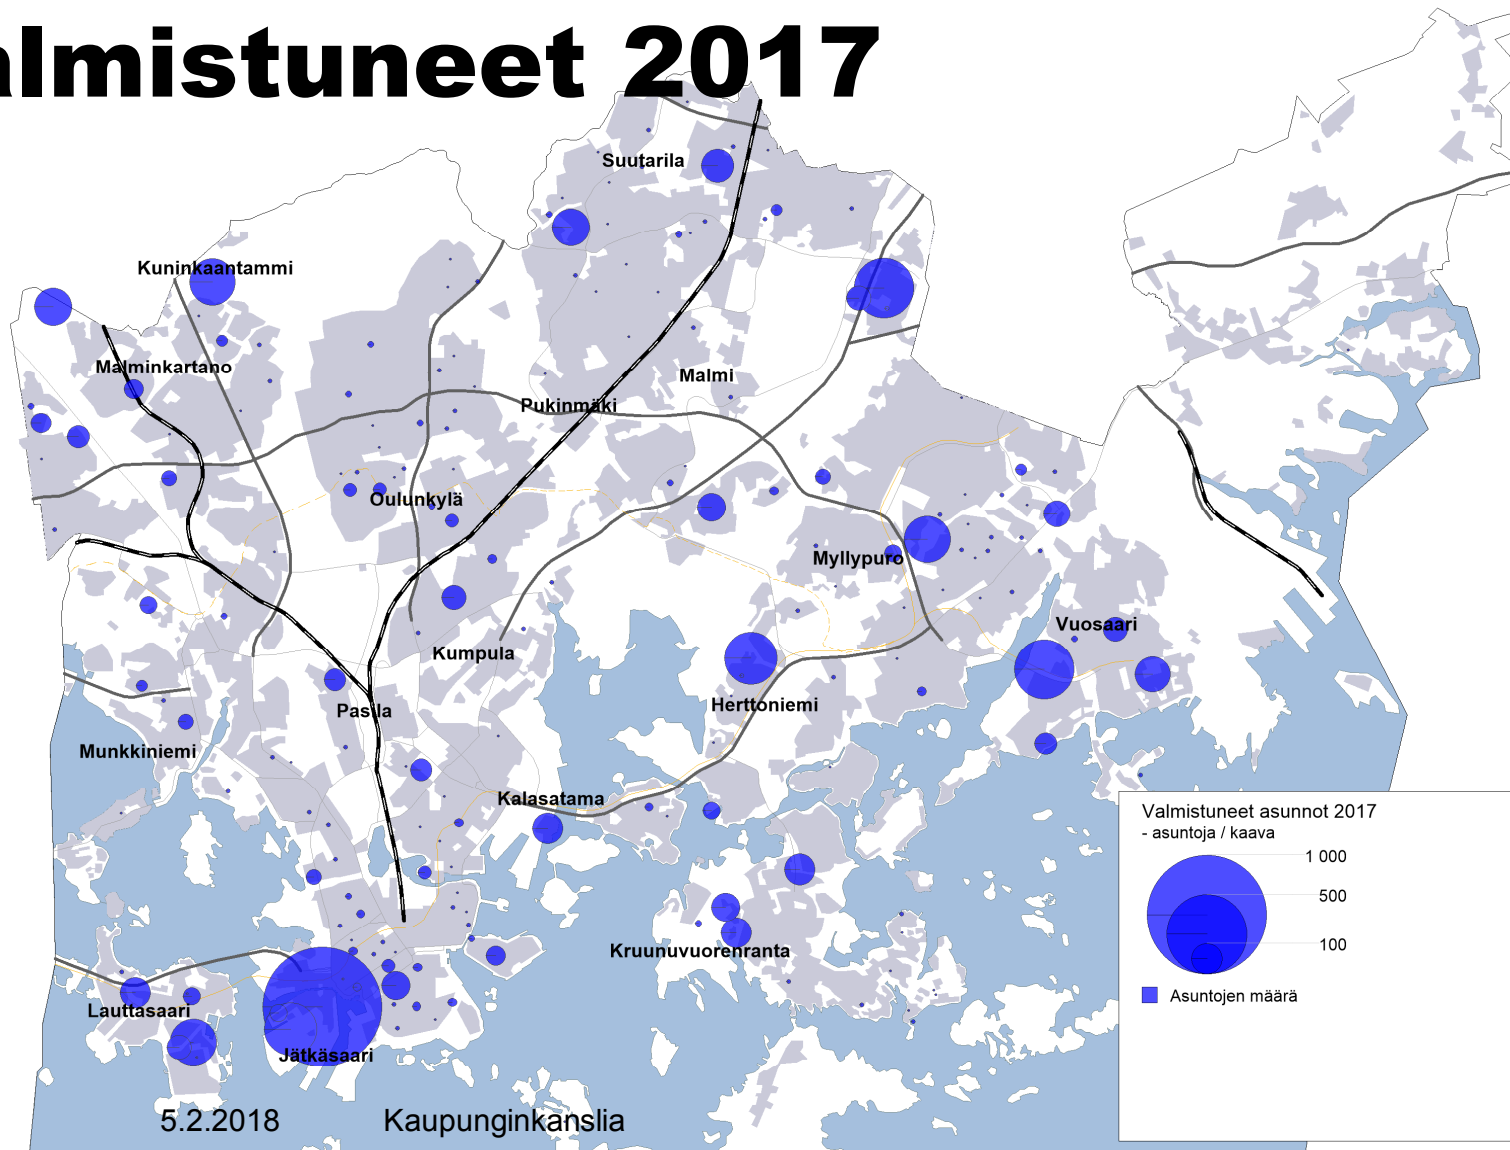 almistuneet 2017
Suutarila
Kuninkaantammi
Malminkartano
Malmi
Pukinmäki
Oulunkylä
Myllypuro
Vuosaari
Kumpula
Herttoniemi
Pasila
Munkkiniemi
Kalasatama
Kruunuvuorenranta
Lauttasaari
Jätkäsaari
Valmistuneet asunnot 2017
- asuntoja / kaava
1 000
500
100
Asuntojen määrä
5.2.2018
Kaupunginkanslia